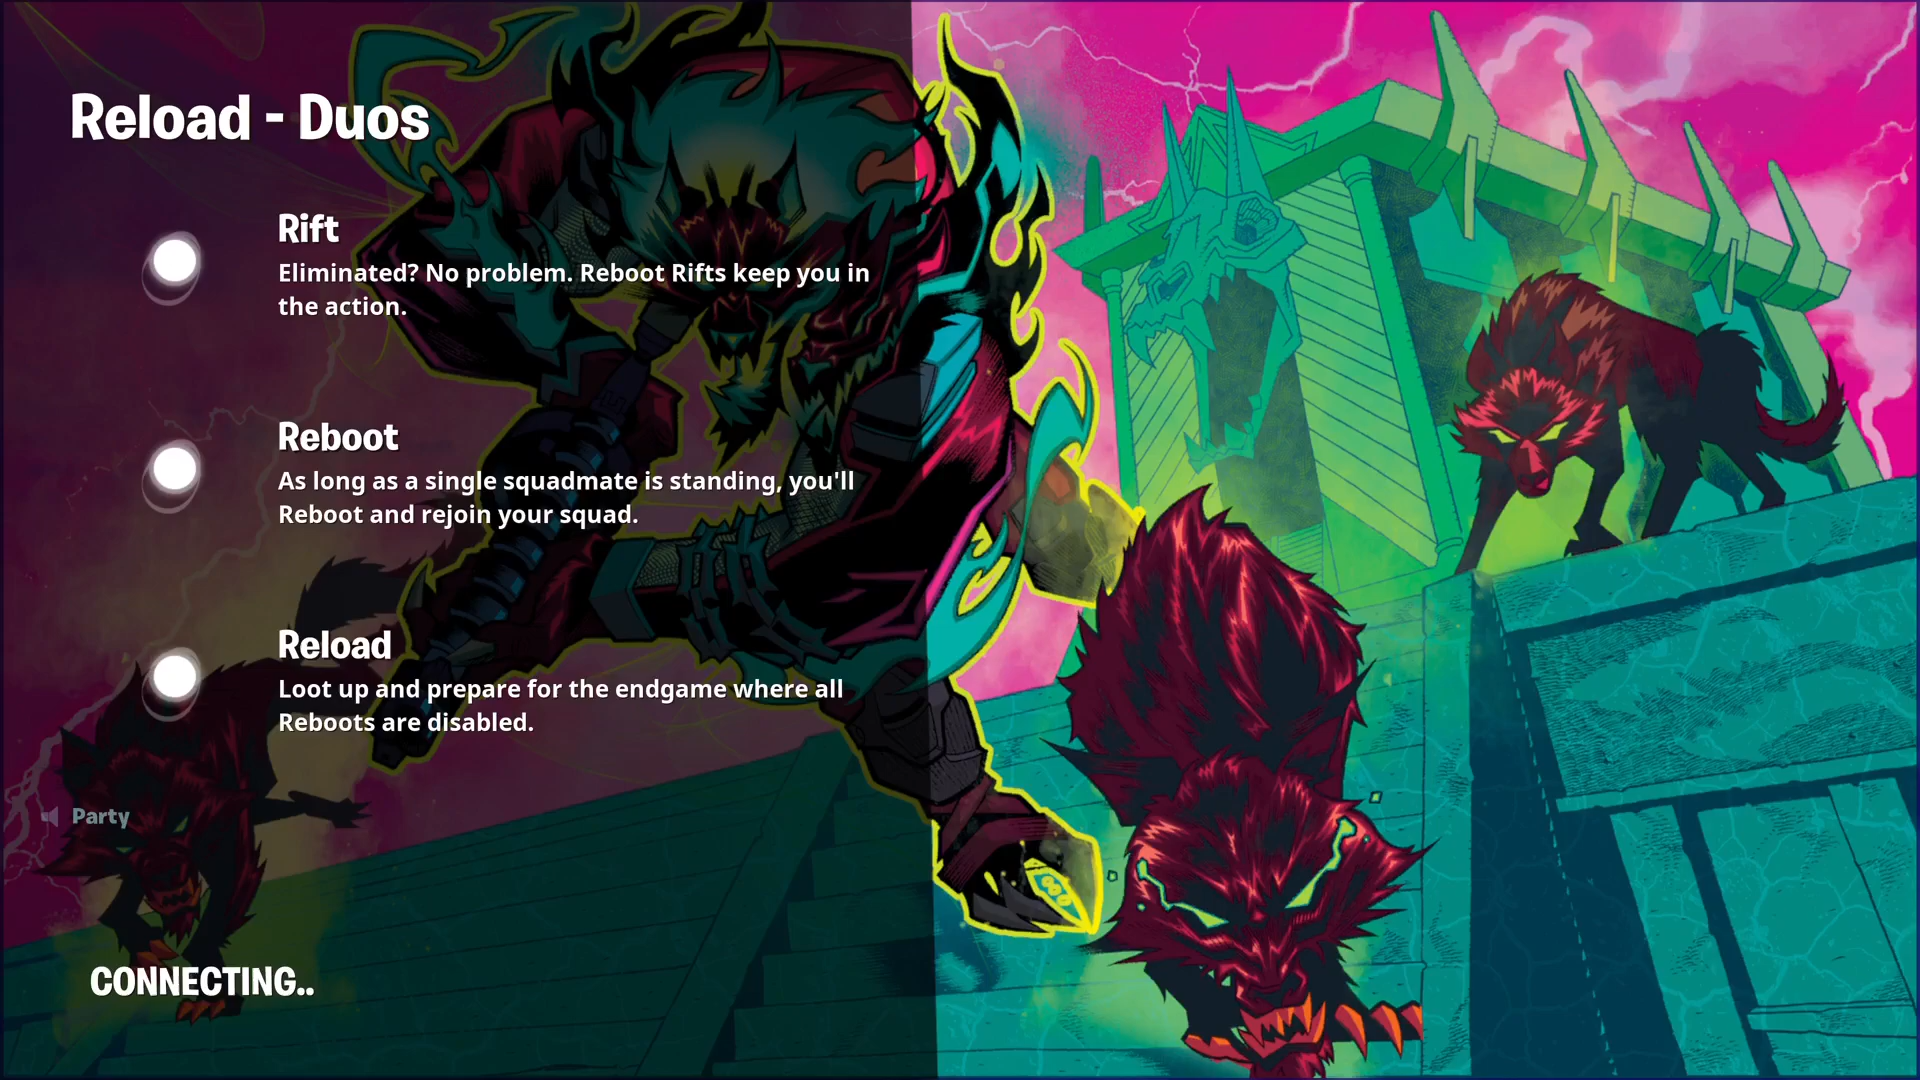 Reload - Duos
Rift
Eliminated? No problem. Reboot Rifts keep you in
the action.
Reboot
As long as a single squadmate is standing, you'll
Reboot and rejoin your squad.
Reload
Loot up and prepare for the endgame where all
Reboots are disabled.
Party
CONNECTING..